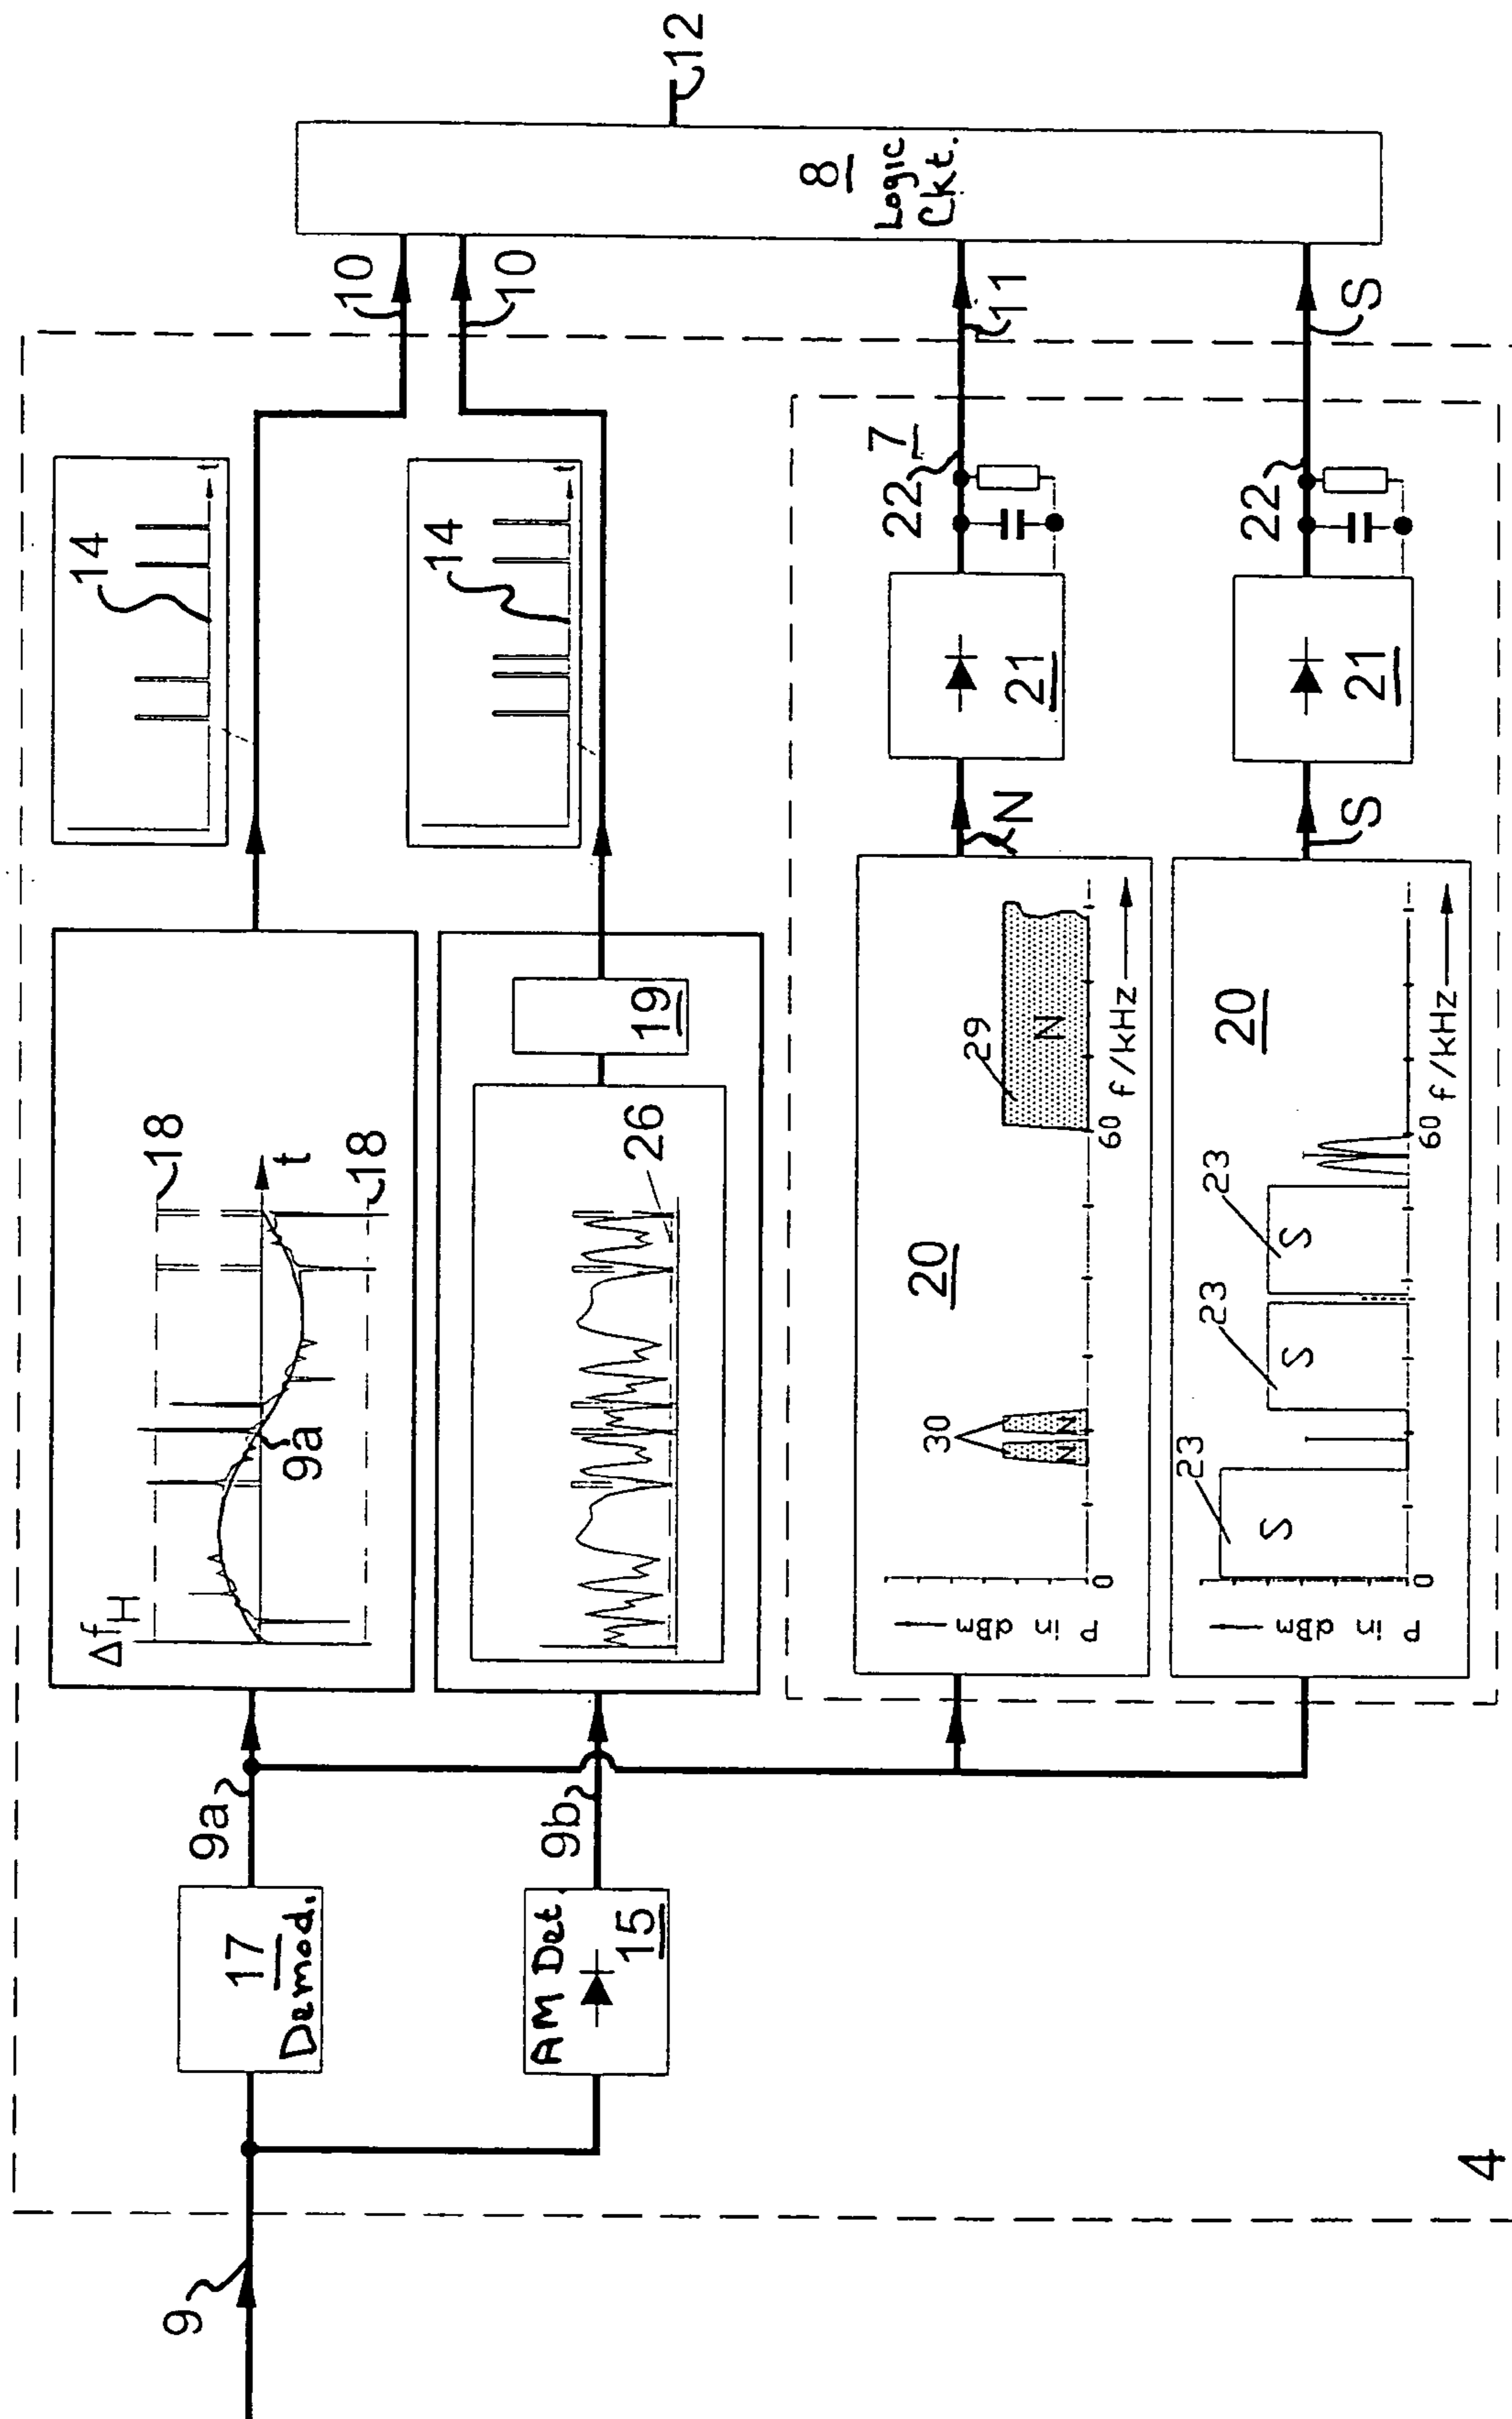 9
4
17
Demod.
9a
AM Det.
15
9b
Δf_H
18
18
t
9a
26
19
14
t
14
t
10
10
20
P in dBm
0
30
N
N
29
N
60
f/kHz
N
21
22
7
11
20
P in dBm
0
23
S
23
S
23
S
60
f/kHz
S
21
22
S
8
Logic
Ckt.
12